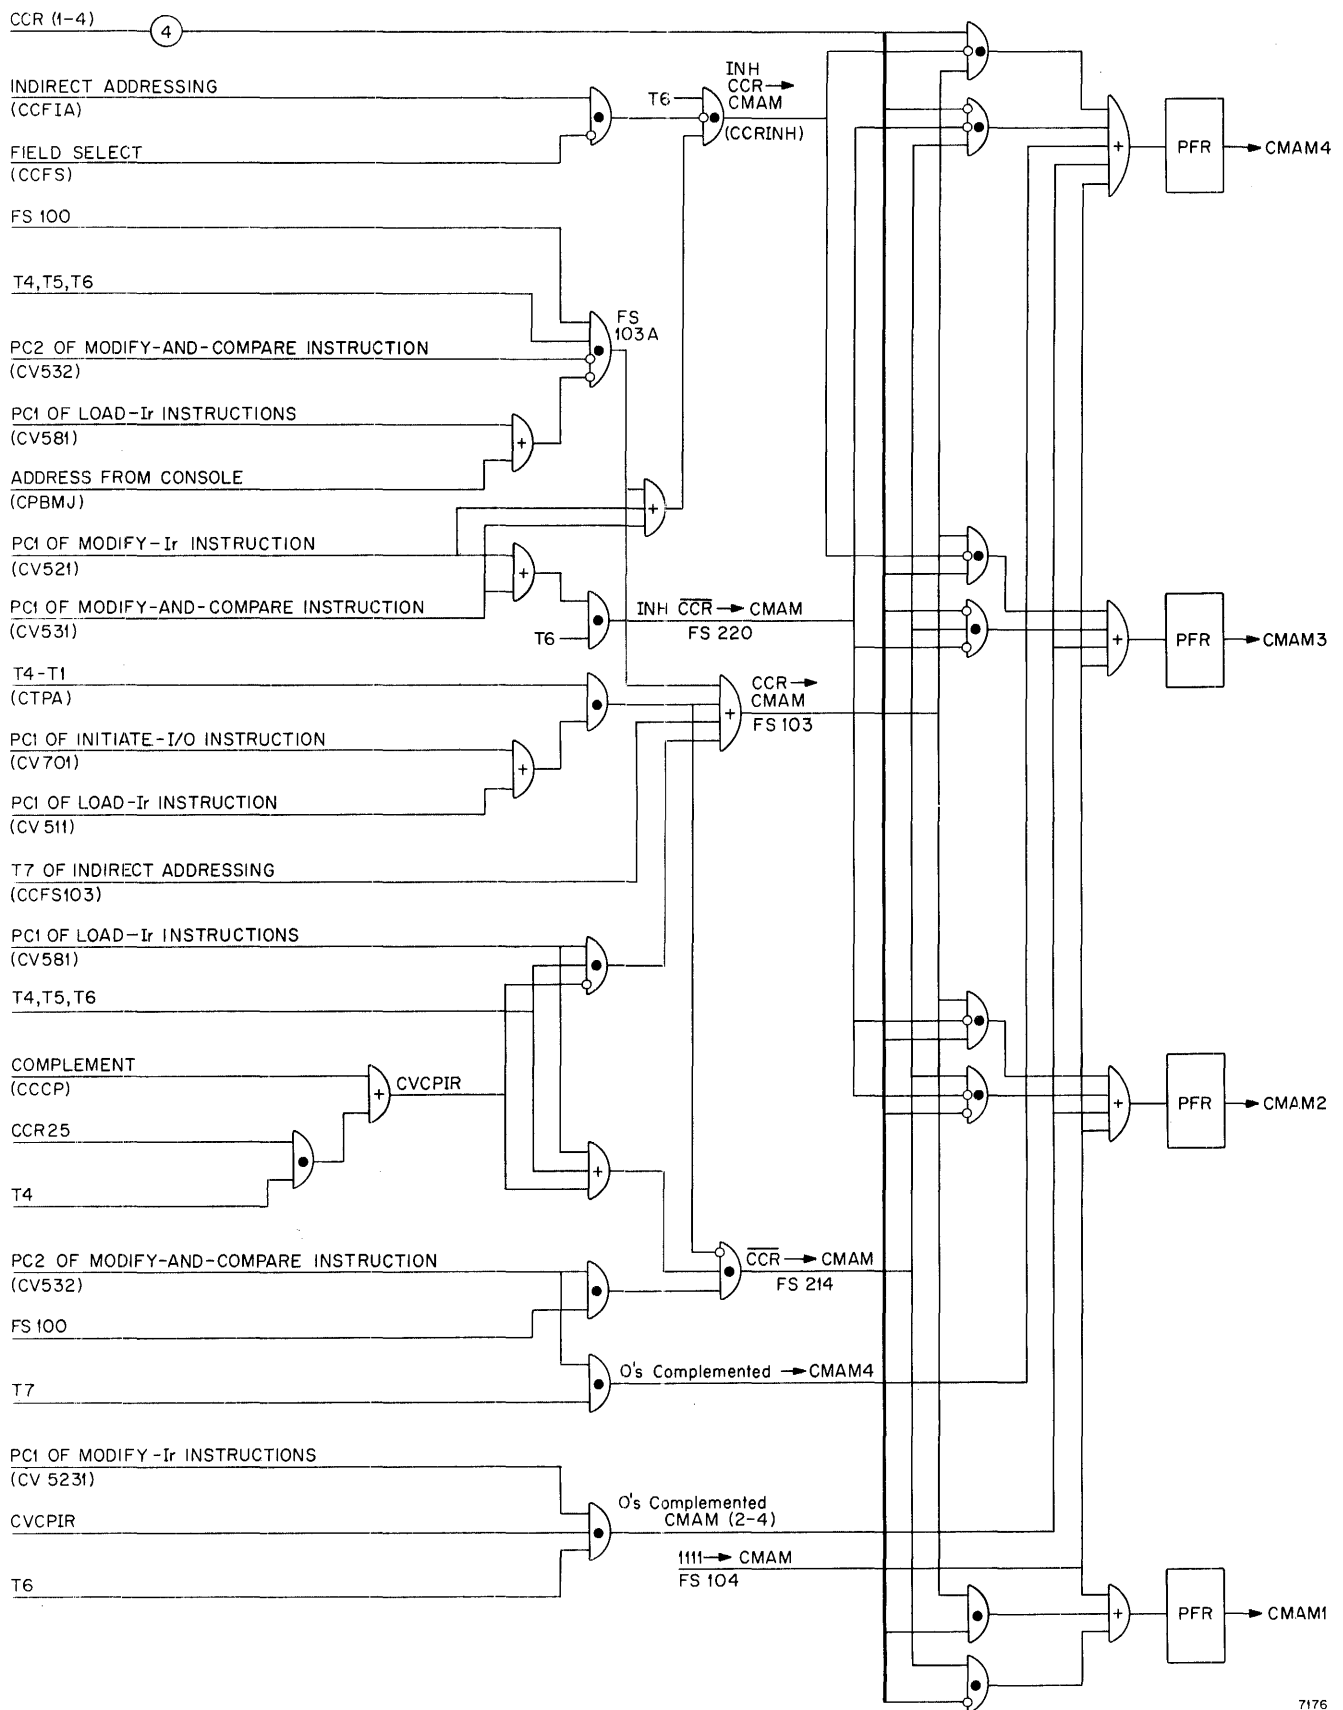 CCR (1-4)
4
INDIRECT ADDRESSING
(CCFIA)
FIELD SELECT
(CCFS)
T6
INH
CCR →
CMAM
(CCRINH)
+
PFR
CMAM4
FS 100
T4,T5,T6
FS
103A
PC2 OF MODIFY-AND-COMPARE INSTRUCTION
(CV532)
PC1 OF LOAD-Ir INSTRUCTIONS
(CV581)
+
ADDRESS FROM CONSOLE
(CPBMJ)
+
PC1 OF MODIFY-Ir INSTRUCTION
(CV521)
+
PC1 OF MODIFY-AND-COMPARE INSTRUCTION
(CV531)
T6
INH C̅C̅R̅ → CMAM
FS 220
+
PFR
CMAM3
T4-T1
(CTPA)
CCR →
CMAM
FS 103
+
PC1 OF INITIATE-I/O INSTRUCTION
(CV701)
+
PC1 OF LOAD-Ir INSTRUCTION
(CV511)
T7 OF INDIRECT ADDRESSING
(CCFS103)
PC1 OF LOAD-Ir INSTRUCTIONS
(CV581)
T4,T5,T6
COMPLEMENT
(CCCP)
+
CVCPIR
+
PFR
CMAM2
CCR25
T4
+
PC2 OF MODIFY-AND-COMPARE INSTRUCTION
(CV532)
C̅C̅R̅ → CMAM
FS 214
FS 100
T7
O's Complemented → CMAM4
PC1 OF MODIFY-Ir INSTRUCTIONS
(CV 5231)
CVCPIR
O's Complemented
CMAM (2-4)
T6
1111 → CMAM
FS 104
+
PFR
CMAM1
7176